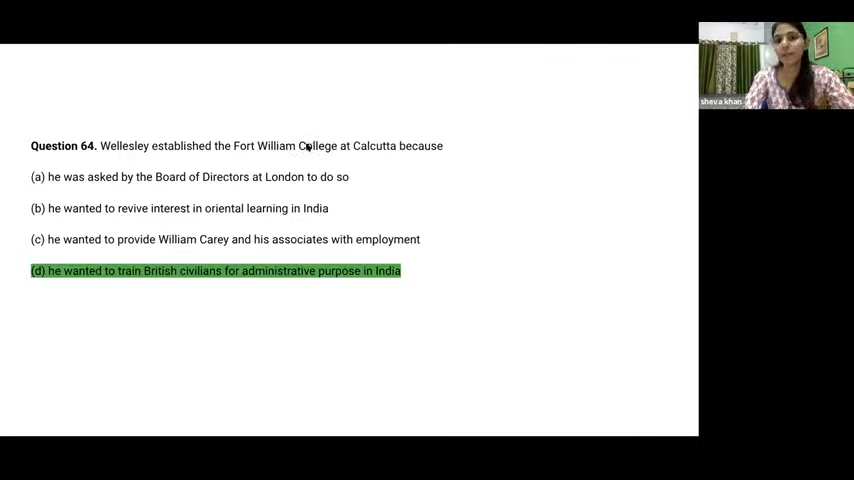 sheva khan
Question 64. Wellesley established the Fort William College at Calcutta because
(a) he was asked by the Board of Directors at London to do so
(b) he wanted to revive interest in oriental learning in India
(c) he wanted to provide William Carey and his associates with employment
(d) he wanted to train British civilians for administrative purpose in India